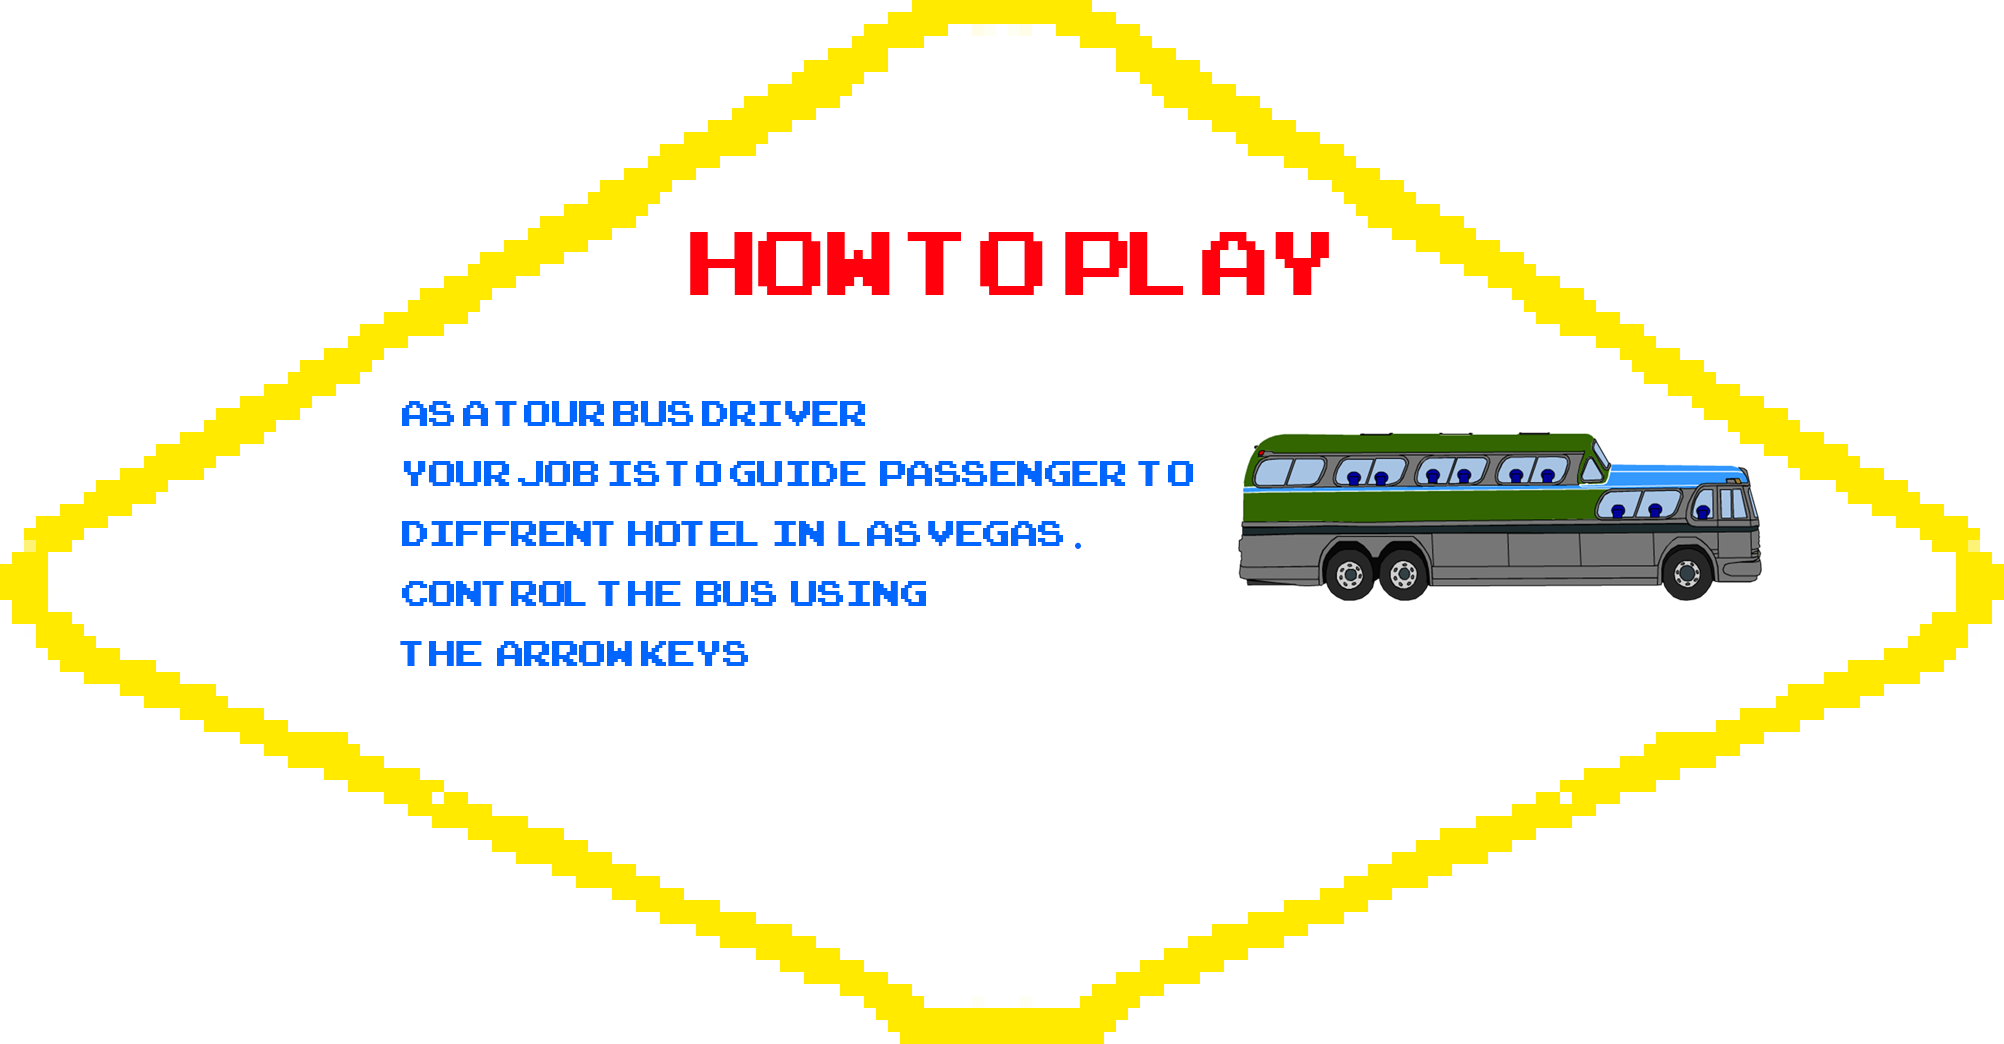 HOW TO PLAY
AS A TOUR BUS DRIVER
YOUR JOB IS TO GUIDE PASSENGER TO
DIFFRENT HOTEL IN LAS VEGAS.
CONTROL THE BUS USING
THE ARROW KEYS